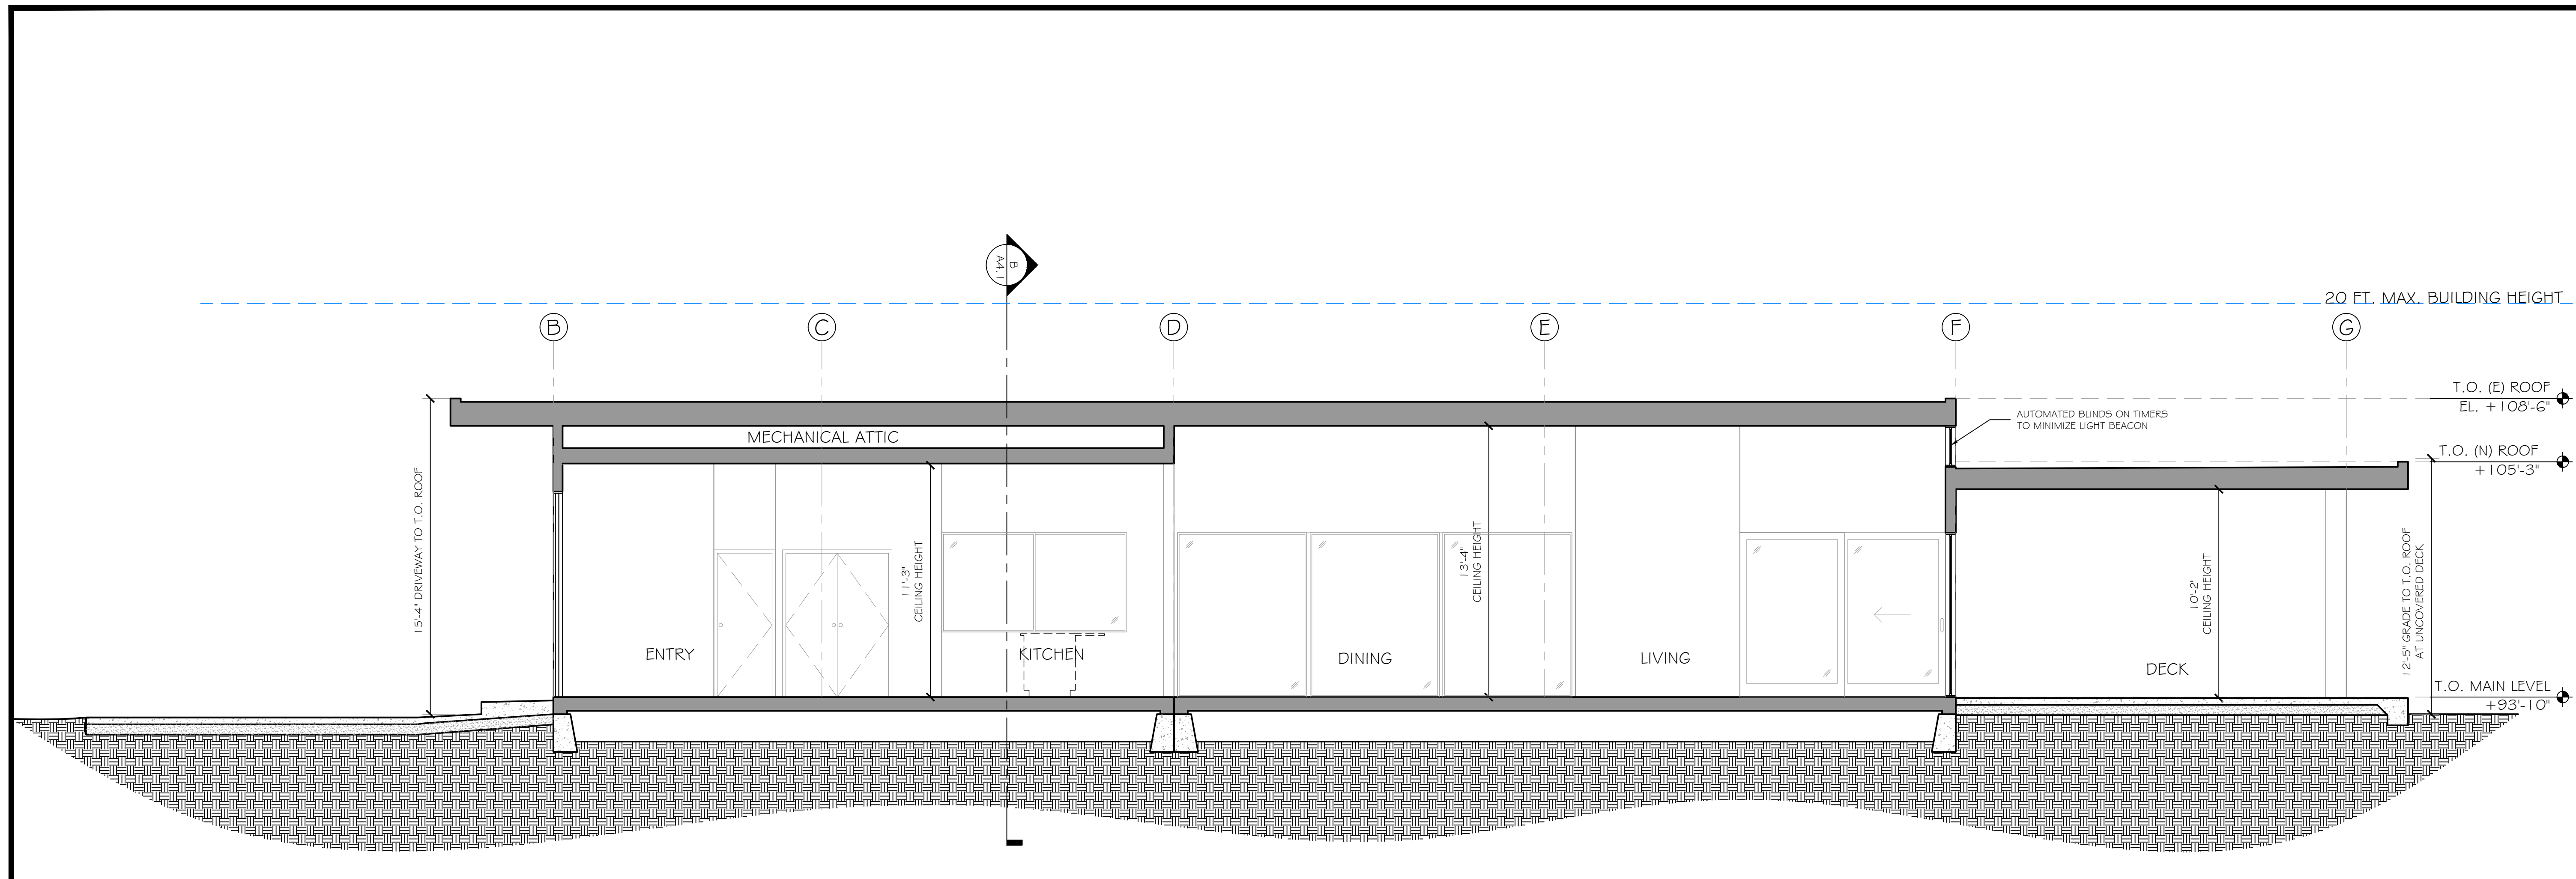 B
A4.1
20 FT. MAX. BUILDING HEIGHT
B
C
D
E
F
G
T.O. (E) ROOF
EL. +108'-6"
AUTOMATED BLINDS ON TIMERS
TO MINIMIZE LIGHT BEACON
T.O. (N) ROOF
+105'-3"
MECHANICAL ATTIC
15'-4" DRIVEWAY TO T.O. ROOF
11'-3"
CEILING HEIGHT
13'-4"
CEILING HEIGHT
10'-2"
CEILING HEIGHT
12'-5" GRADE TO T.O. ROOF
AT UNCOVERED DECK
ENTRY
KITCHEN
DINING
LIVING
DECK
T.O. MAIN LEVEL
+93'-10"